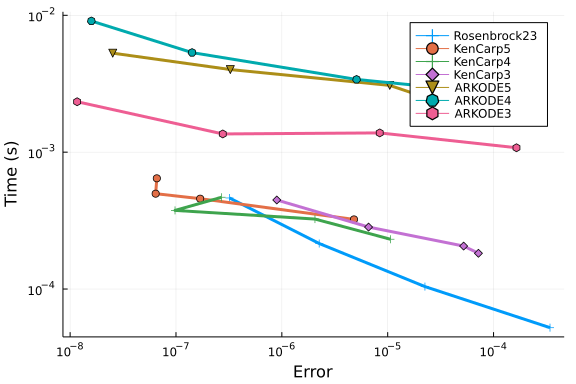 10⁻²
10⁻³
10⁻⁴
Time (s)
Rosenbrock23
KenCarp5
KenCarp4
KenCarp3
ARKODE5
ARKODE4
ARKODE3
10⁻⁸ 10⁻⁷ 10⁻⁶ 10⁻⁵ 10⁻⁴
Error